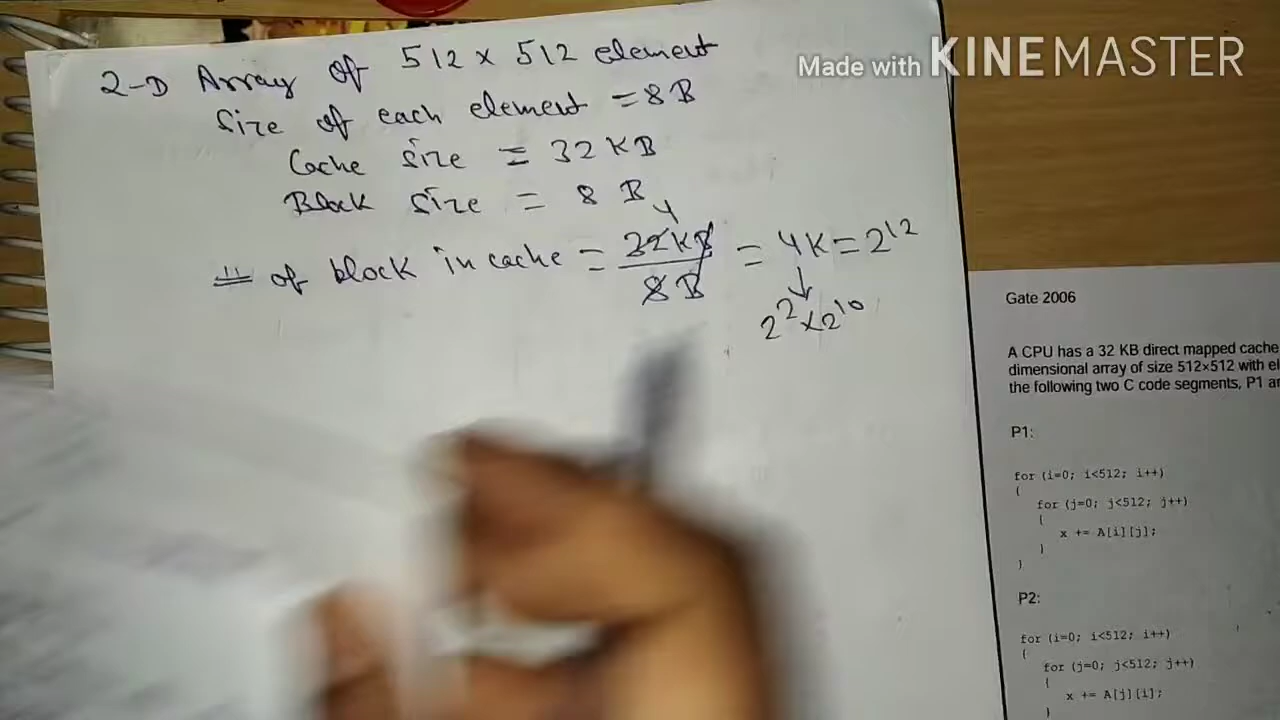 Made with KINEMASTER
2-D Array of 512 × 512 element
Size of each element = 8 B
Cache size = 32 KB
Block size = 8 B
# of block in cache = 32KB / 8 B = 4K = 2^12
4
2^2 × 2^10
Gate 2006
A CPU has a 32 KB direct mapped cache
dimensional array of size 512×512 with el
the following two C code segments, P1 an
P1:
for (i=0; i<512; i++)
{
for (j=0; j<512; j++)
{
x += A[i][j];
}
}
P2:
for (i=0; i<512; i++)
{
for (j=0; j<512; j++)
{
x += A[j][i];
}